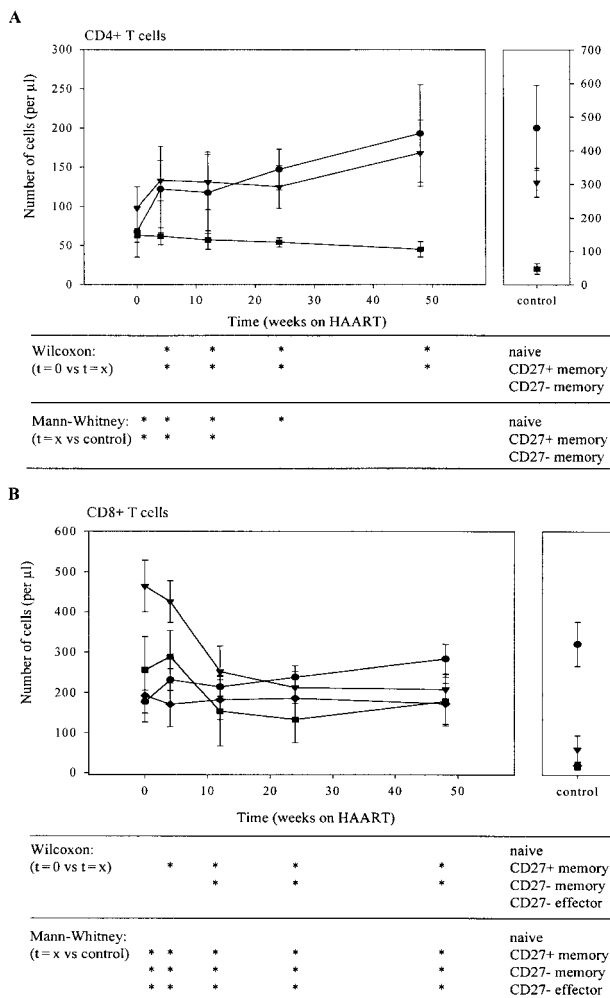 A
CD4+ T cells
300
250
200
150
100
50
0
Number of cells (per µl)
0 10 20 30 40 50
Time (weeks on HAART)
700
600
500
400
300
200
100
0
control
Wilcoxon: * * * * naive
(t = 0 vs t = x) * * * * CD27+ memory
CD27- memory
Mann-Whitney: * * * * naive
(t = x vs control) * * * CD27+ memory
CD27- memory
B
CD8+ T cells
600
500
400
300
200
100
0
Number of cells (per µl)
0 10 20 30 40 50
Time (weeks on HAART)
control
Wilcoxon: naive
(t = 0 vs t = x) * * * * CD27+ memory
* * * CD27- memory
CD27- effector
Mann-Whitney: naive
(t = x vs control) * * * * * CD27+ memory
* * * * * CD27- memory
* * * * * CD27- effector